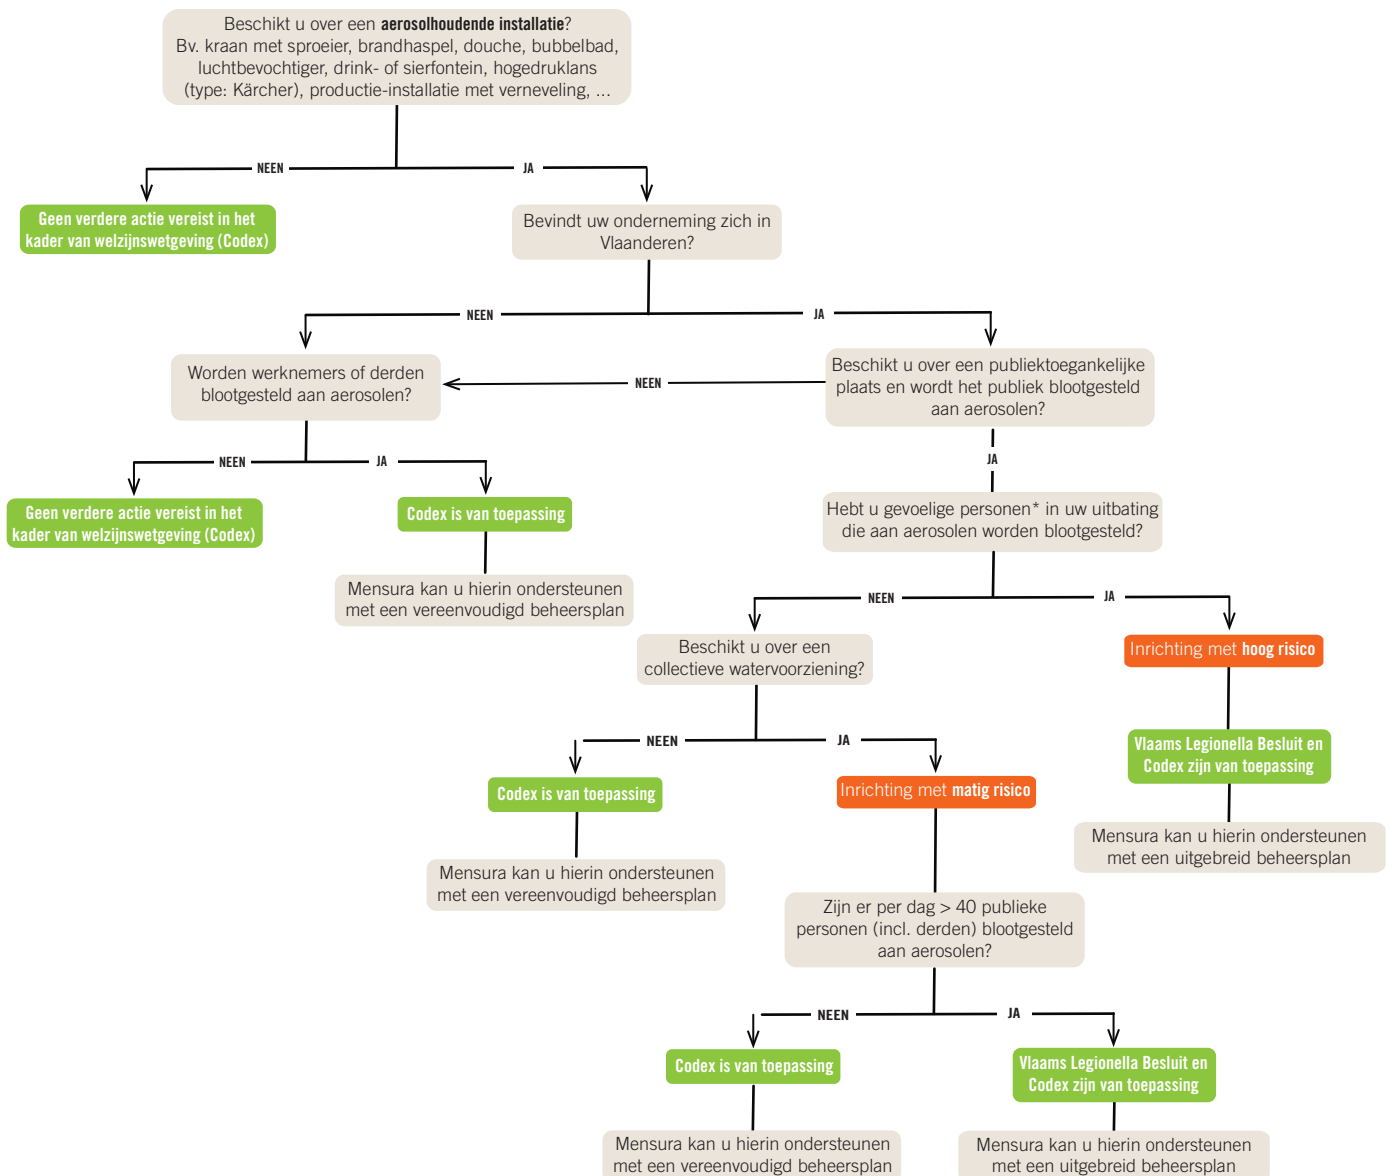 Beschikt u over een aerosolhoudende installatie?
Bv. kraan met sproeier, brandhaspel, douche, bubbelbad,
luchtbevochtiger, drink- of sierfontein, hogedruklans
(type: Kärcher), productie-installatie met verneveling, ...
NEEN
JA
Geen verdere actie vereist in het
kader van welzijnswetgeving (Codex)
Bevindt uw onderneming zich in
Vlaanderen?
NEEN
JA
Worden werknemers of derden
blootgesteld aan aerosolen?
NEEN
Beschikt u over een publiektoegankelijke
plaats en wordt het publiek blootgesteld
aan aerosolen?
NEEN
JA
JA
Geen verdere actie vereist in het
kader van welzijnswetgeving (Codex)
Codex is van toepassing
Hebt u gevoelige personen* in uw uitbating
die aan aerosolen worden blootgesteld?
Mensura kan u hierin ondersteunen
met een vereenvoudigd beheersplan
NEEN
JA
Beschikt u over een
collectieve watervoorziening?
Inrichting met hoog risico
NEEN
JA
Vlaams Legionella Besluit en
Codex zijn van toepassing
Codex is van toepassing
Inrichting met matig risico
Mensura kan u hierin ondersteunen
met een uitgebreid beheersplan
Mensura kan u hierin ondersteunen
met een vereenvoudigd beheersplan
Zijn er per dag > 40 publieke
personen (incl. derden) blootgesteld
aan aerosolen?
NEEN
JA
Codex is van toepassing
Vlaams Legionella Besluit en
Codex zijn van toepassing
Mensura kan u hierin ondersteunen
met een vereenvoudigd beheersplan
Mensura kan u hierin ondersteunen
met een uitgebreid beheersplan